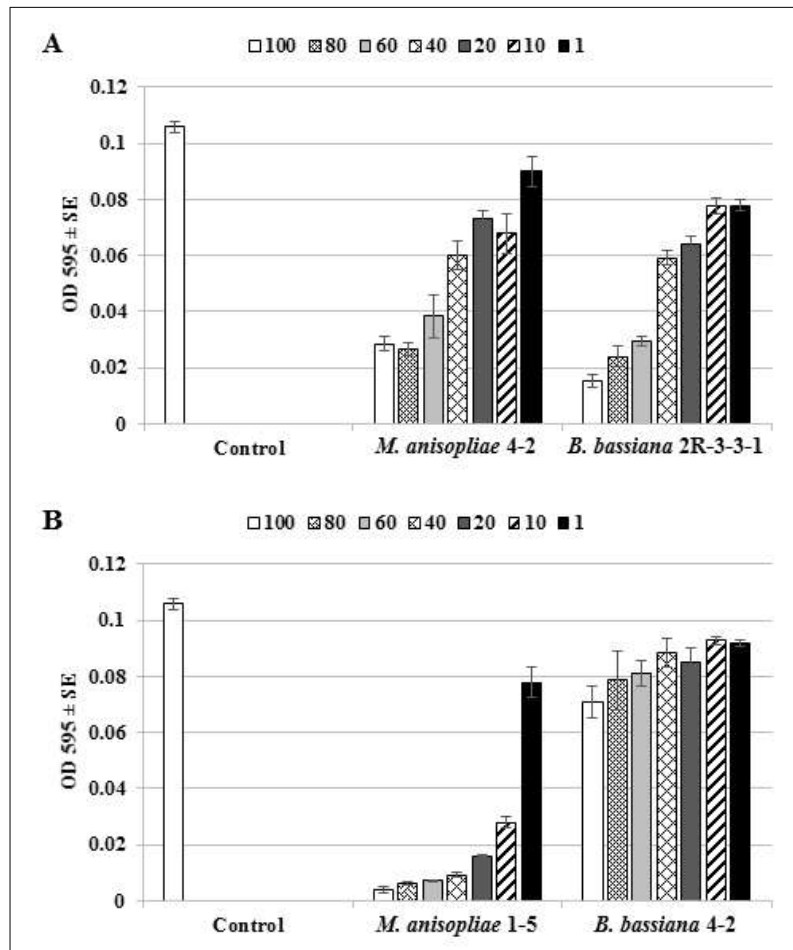 A
100 80 60 40 20 10 1
0.12
0.1
0.08
0.06
0.04
0.02
0
OD 595 ± SE
Control M. anisopliae 4-2 B. bassiana 2R-3-3-1
B
100 80 60 40 20 10 1
0.12
0.1
0.08
0.06
0.04
0.02
0
OD 595 ± SE
Control M. anisopliae 1-5 B. bassiana 4-2